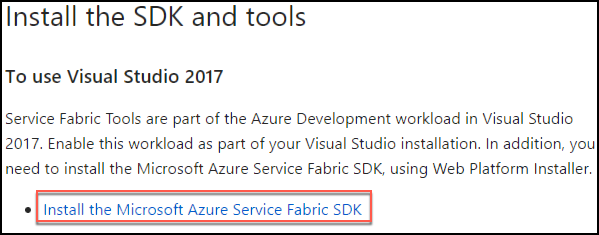 Install the SDK and tools
To use Visual Studio 2017
Service Fabric Tools are part of the Azure Development workload in Visual Studio
2017. Enable this workload as part of your Visual Studio installation. In addition, you
need to install the Microsoft Azure Service Fabric SDK, using Web Platform Installer.
• Install the Microsoft Azure Service Fabric SDK